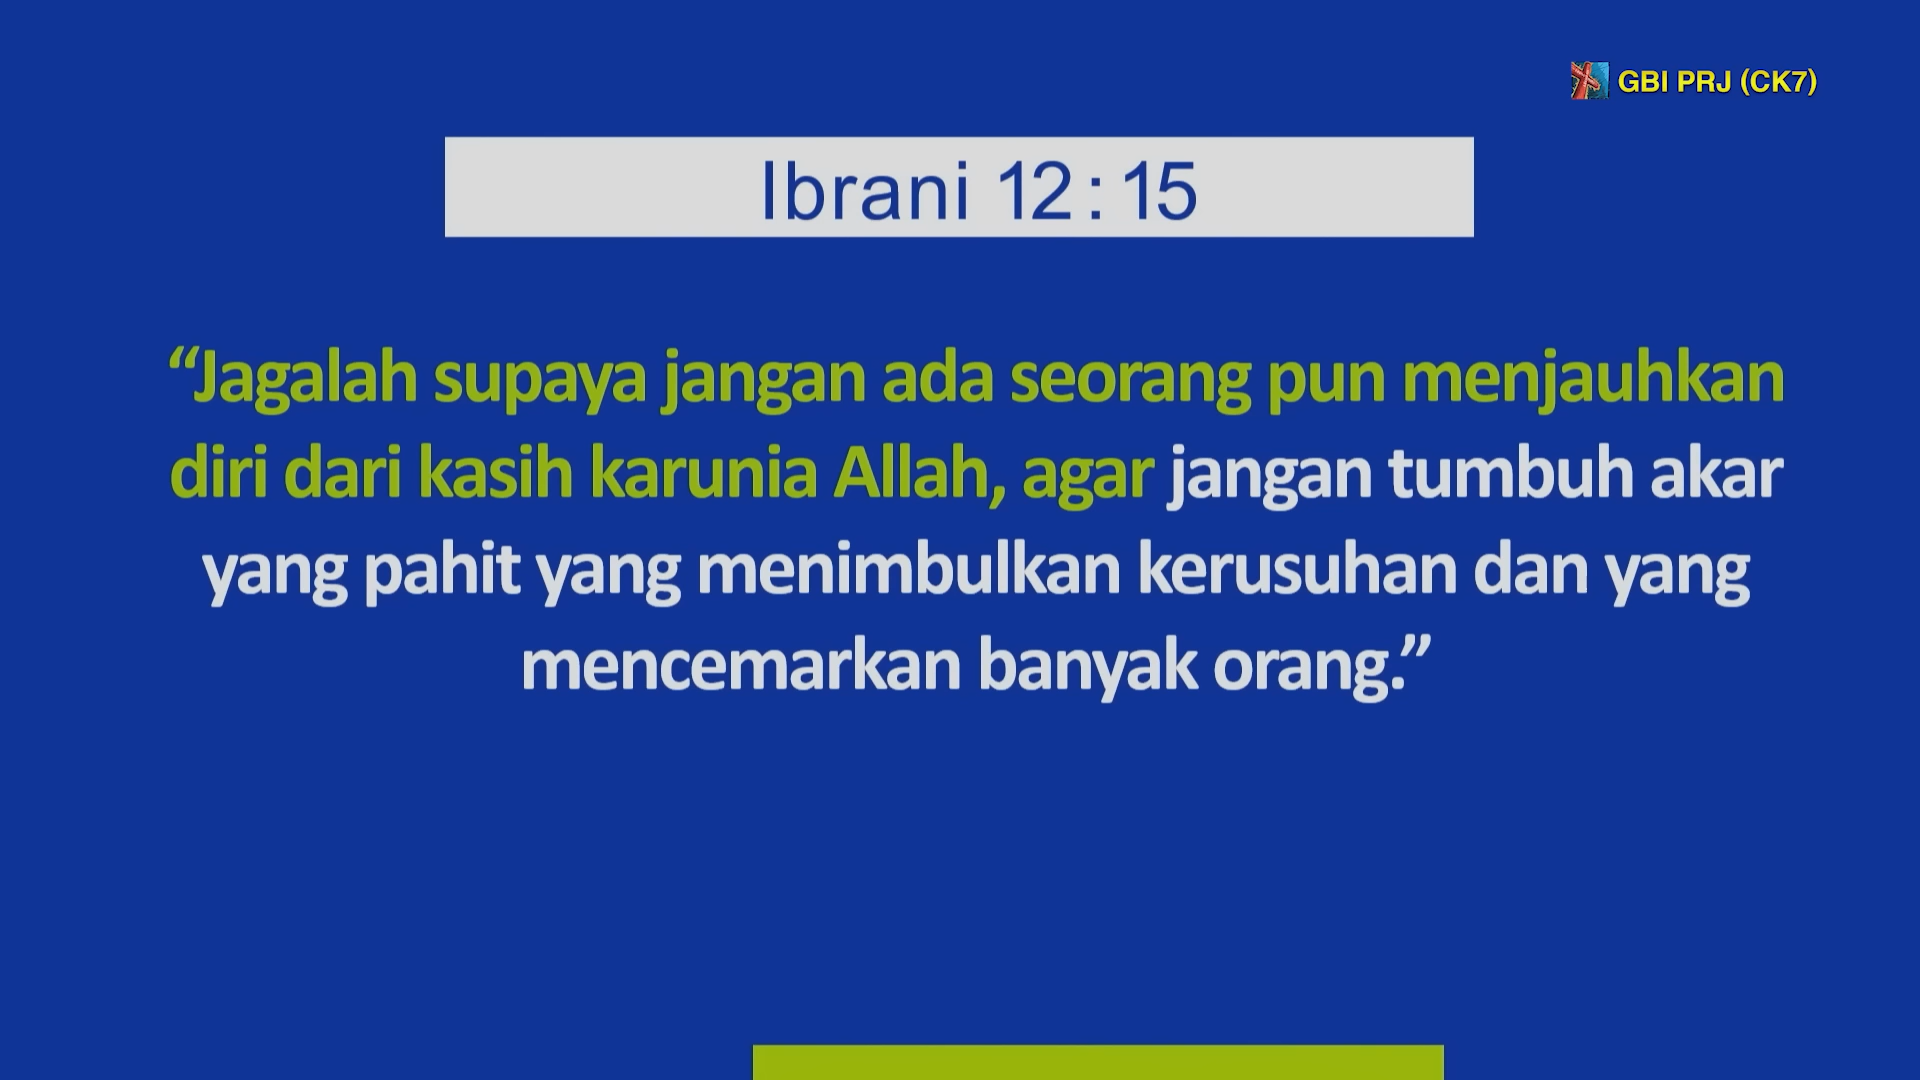 GBI PRJ (CK7)
Ibrani 12:15
“Jagalah supaya jangan ada seorang pun menjauhkan
diri dari kasih karunia Allah, agar jangan tumbuh akar
yang pahit yang menimbulkan kerusuhan dan yang
mencemarkan banyak orang.”